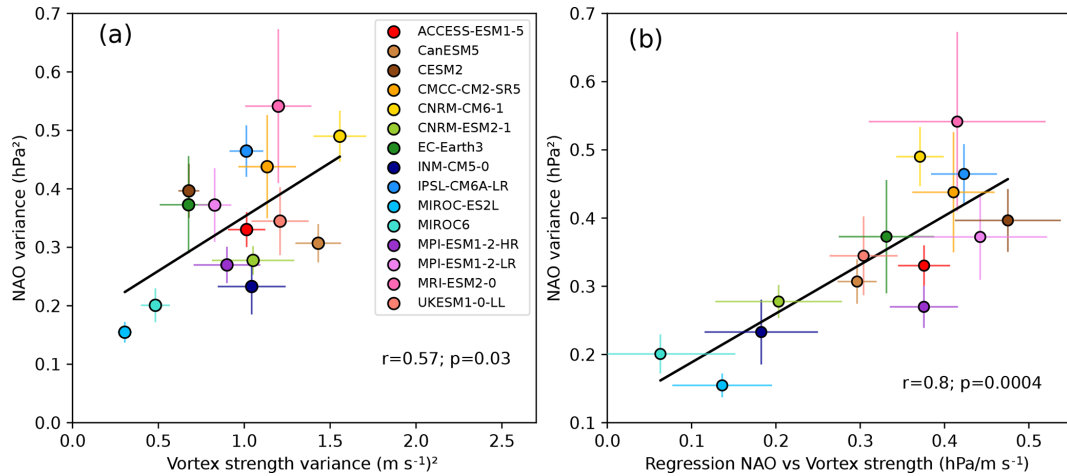 (a)
NAO variance (hPa²)
0.7
0.6
0.5
0.4
0.3
0.2
0.1
0.0
ACCESS-ESM1-5
CanESM5
CESM2
CMCC-CM2-SR5
CNRM-CM6-1
CNRM-ESM2-1
EC-Earth3
INM-CM5-0
IPSL-CM6A-LR
MIROC-ES2L
MIROC6
MPI-ESM1-2-HR
MPI-ESM1-2-LR
MRI-ESM2-0
UKESM1-0-LL
r=0.57; p=0.03
0.0 0.5 1.0 1.5 2.0 2.5
Vortex strength variance (m s⁻¹)²
(b)
NAO variance (hPa²)
0.7
0.6
0.5
0.4
0.3
0.2
0.1
r=0.8; p=0.0004
0.0 0.1 0.2 0.3 0.4 0.5
Regression NAO vs Vortex strength (hPa/m s⁻¹)